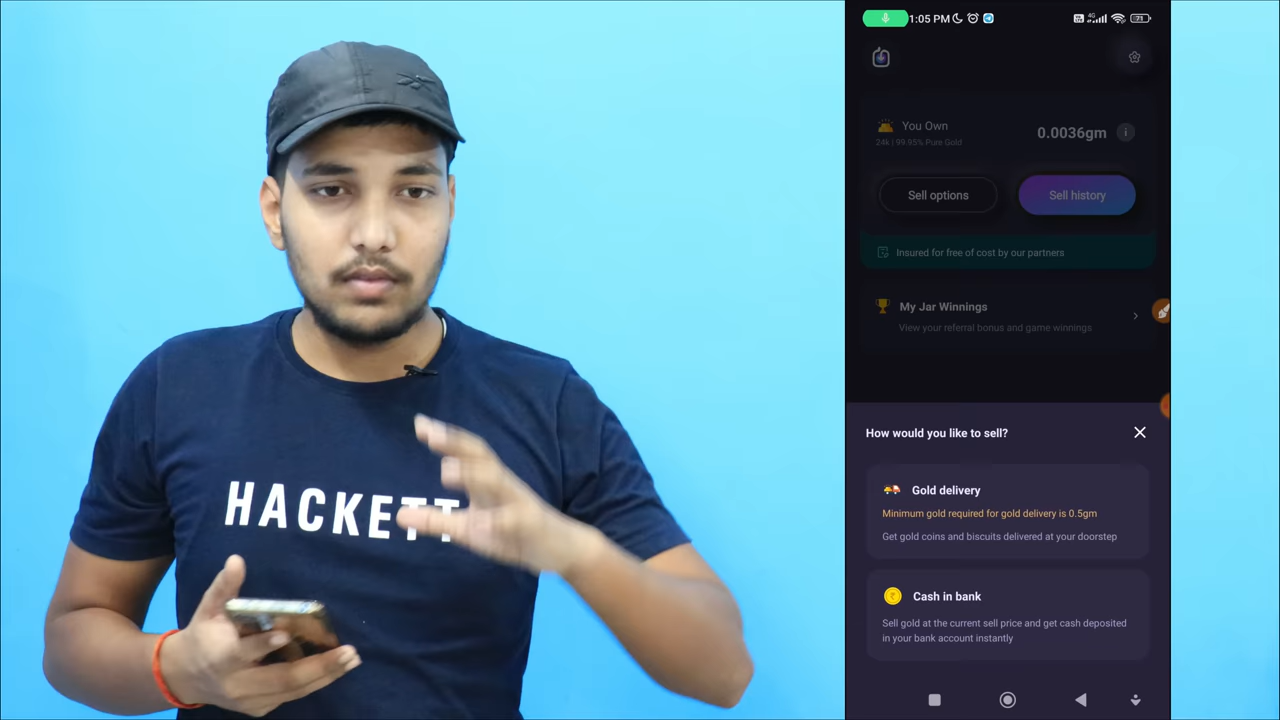 HACKETT
1:05 PM
4G
71
You Own
24k | 99.95% Pure Gold
0.0036gm
i
Sell options
Sell history
Insured for free of cost by our partners
My Jar Winnings
View your referral bonus and game winnings
How would you like to sell?
Gold delivery
Minimum gold required for gold delivery is 0.5gm
Get gold coins and biscuits delivered at your doorstep
Cash in bank
Sell gold at the current sell price and get cash deposited
in your bank account instantly